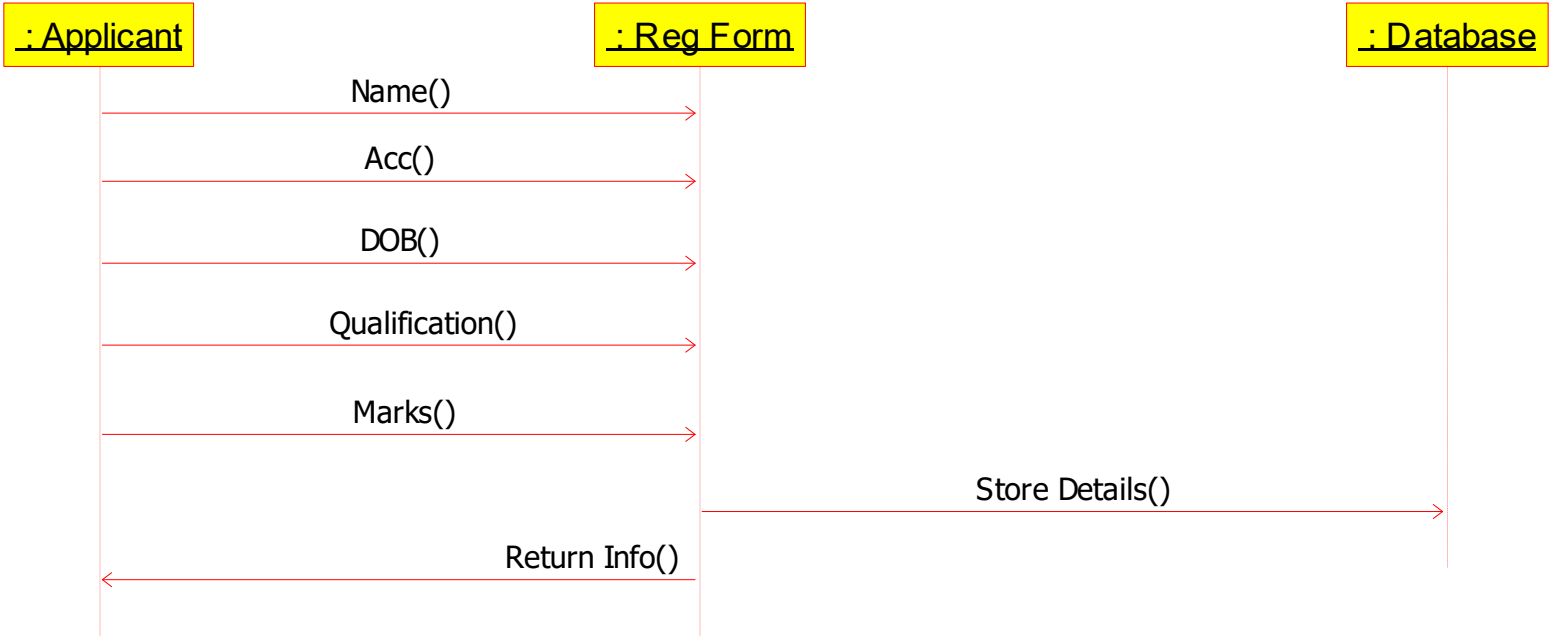 : Applicant
: Reg Form
: Database
Name()
Acc()
DOB()
Qualification()
Marks()
Store Details()
Return Info()